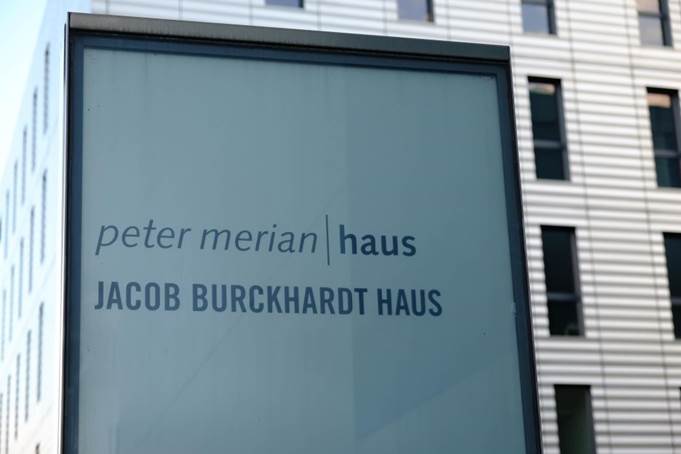 peter merian|haus
JACOB BURCKHARDT HAUS